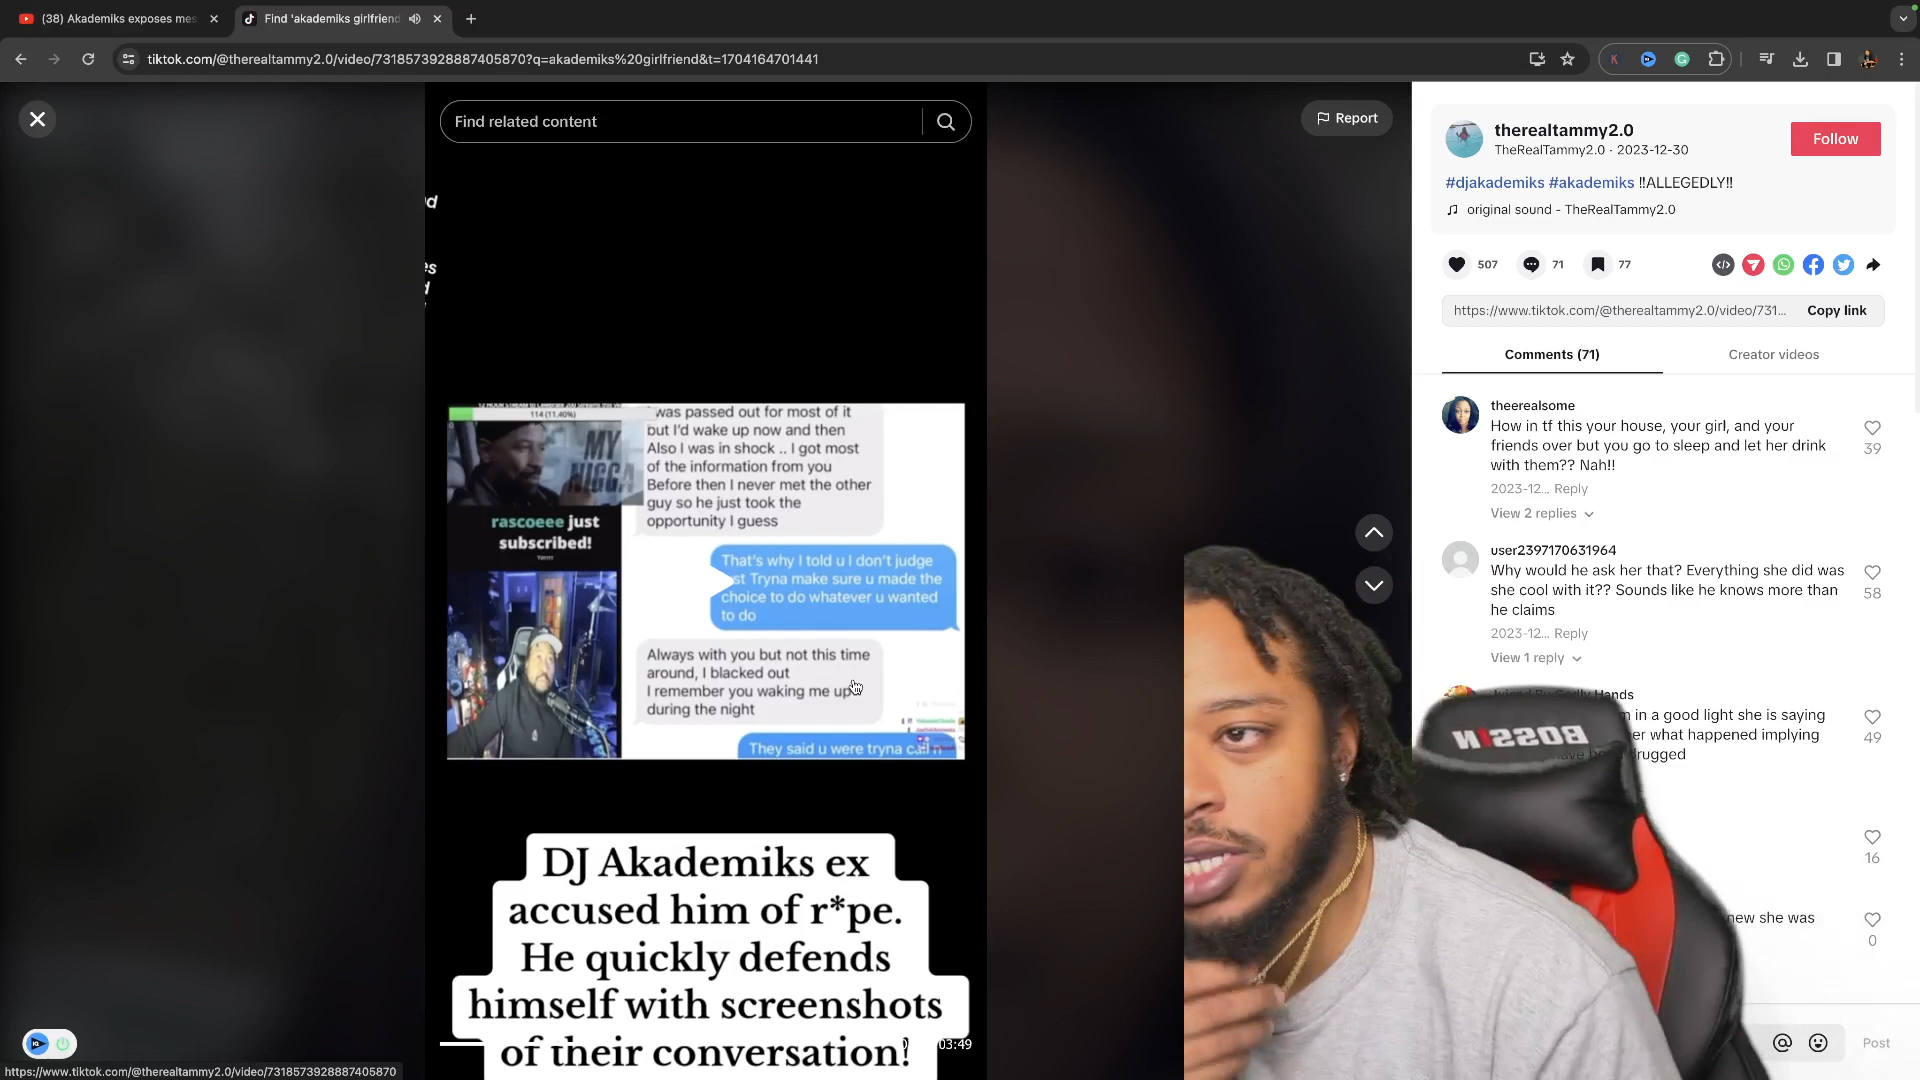 (38) Akademiks exposes mes
Find 'akademiks girlfriend
tiktok.com/@therealtammy2.0/video/7318573928887405870?q=akademiks%20girlfriend&t=1704164701441
Find related content
Report
114 (11.40%)
MY
NIGGA
rascoeee just
subscribed!
was passed out for most of it
but I'd wake up now and then
Also I was in shock .. I got most
of the information from you
Before then I never met the other
guy so he just took the
opportunity I guess
That's why I told u I don't judge
Tryna make sure u made the
choice to do whatever u wanted
to do
Always with you but not this time
around, I blacked out
I remember you waking me up
during the night
They said u were tryna
DJ Akademiks ex
accused him of r*pe.
He quickly defends
himself with screenshots
of their conversation!
03:49
therealtammy2.0
TheRealTammy2.0 · 2023-12-30
Follow
#djakademiks #akademiks ‼️ALLEGEDLY‼️
original sound - TheRealTammy2.0
507
71
77
https://www.tiktok.com/@therealtammy2.0/video/731...
Copy link
Comments (71)
Creator videos
theerealsome
How in tf this your house, your girl, and your
friends over but you go to sleep and let her drink
with them?? Nah!!
39
2023-12... Reply
View 2 replies
user2397170631964
Why would he ask her that? Everything she did was
she cool with it?? Sounds like he knows more than
he claims
58
2023-12... Reply
View 1 reply
Hands
in a good light she is saying
what happened implying
drugged
49
16
she was
0
BOSSIN
@
Post
https://www.tiktok.com/@therealtammy2.0/video/7318573928887405870